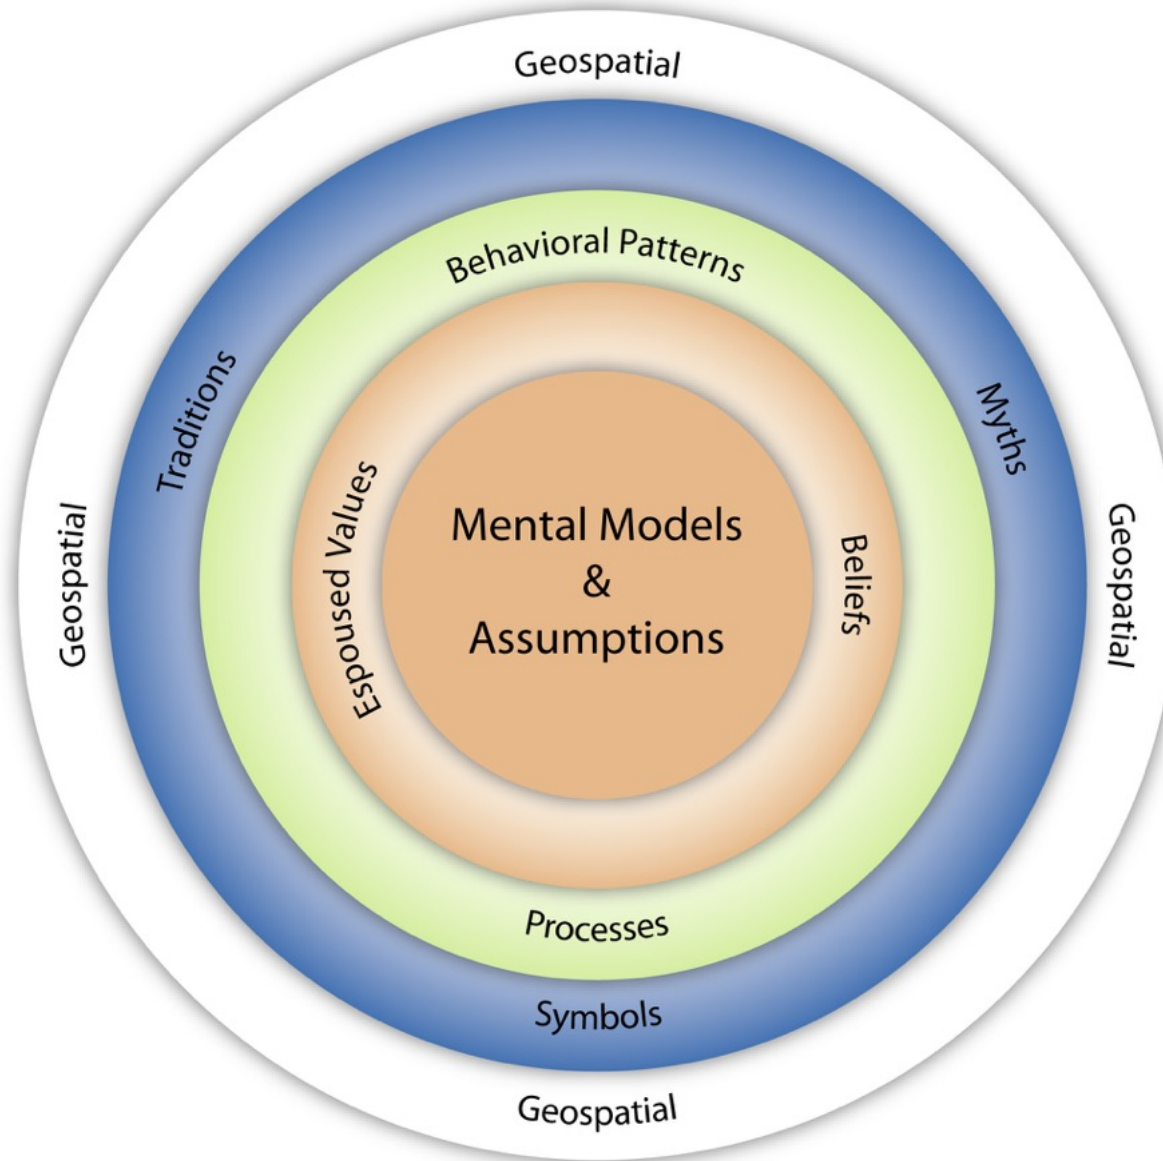 Geospatial
Behavioral Patterns
Traditions
Myths
Geospatial
Geospatial
Espoused Values
Mental Models
&
Assumptions
Beliefs
Processes
Symbols
Geospatial